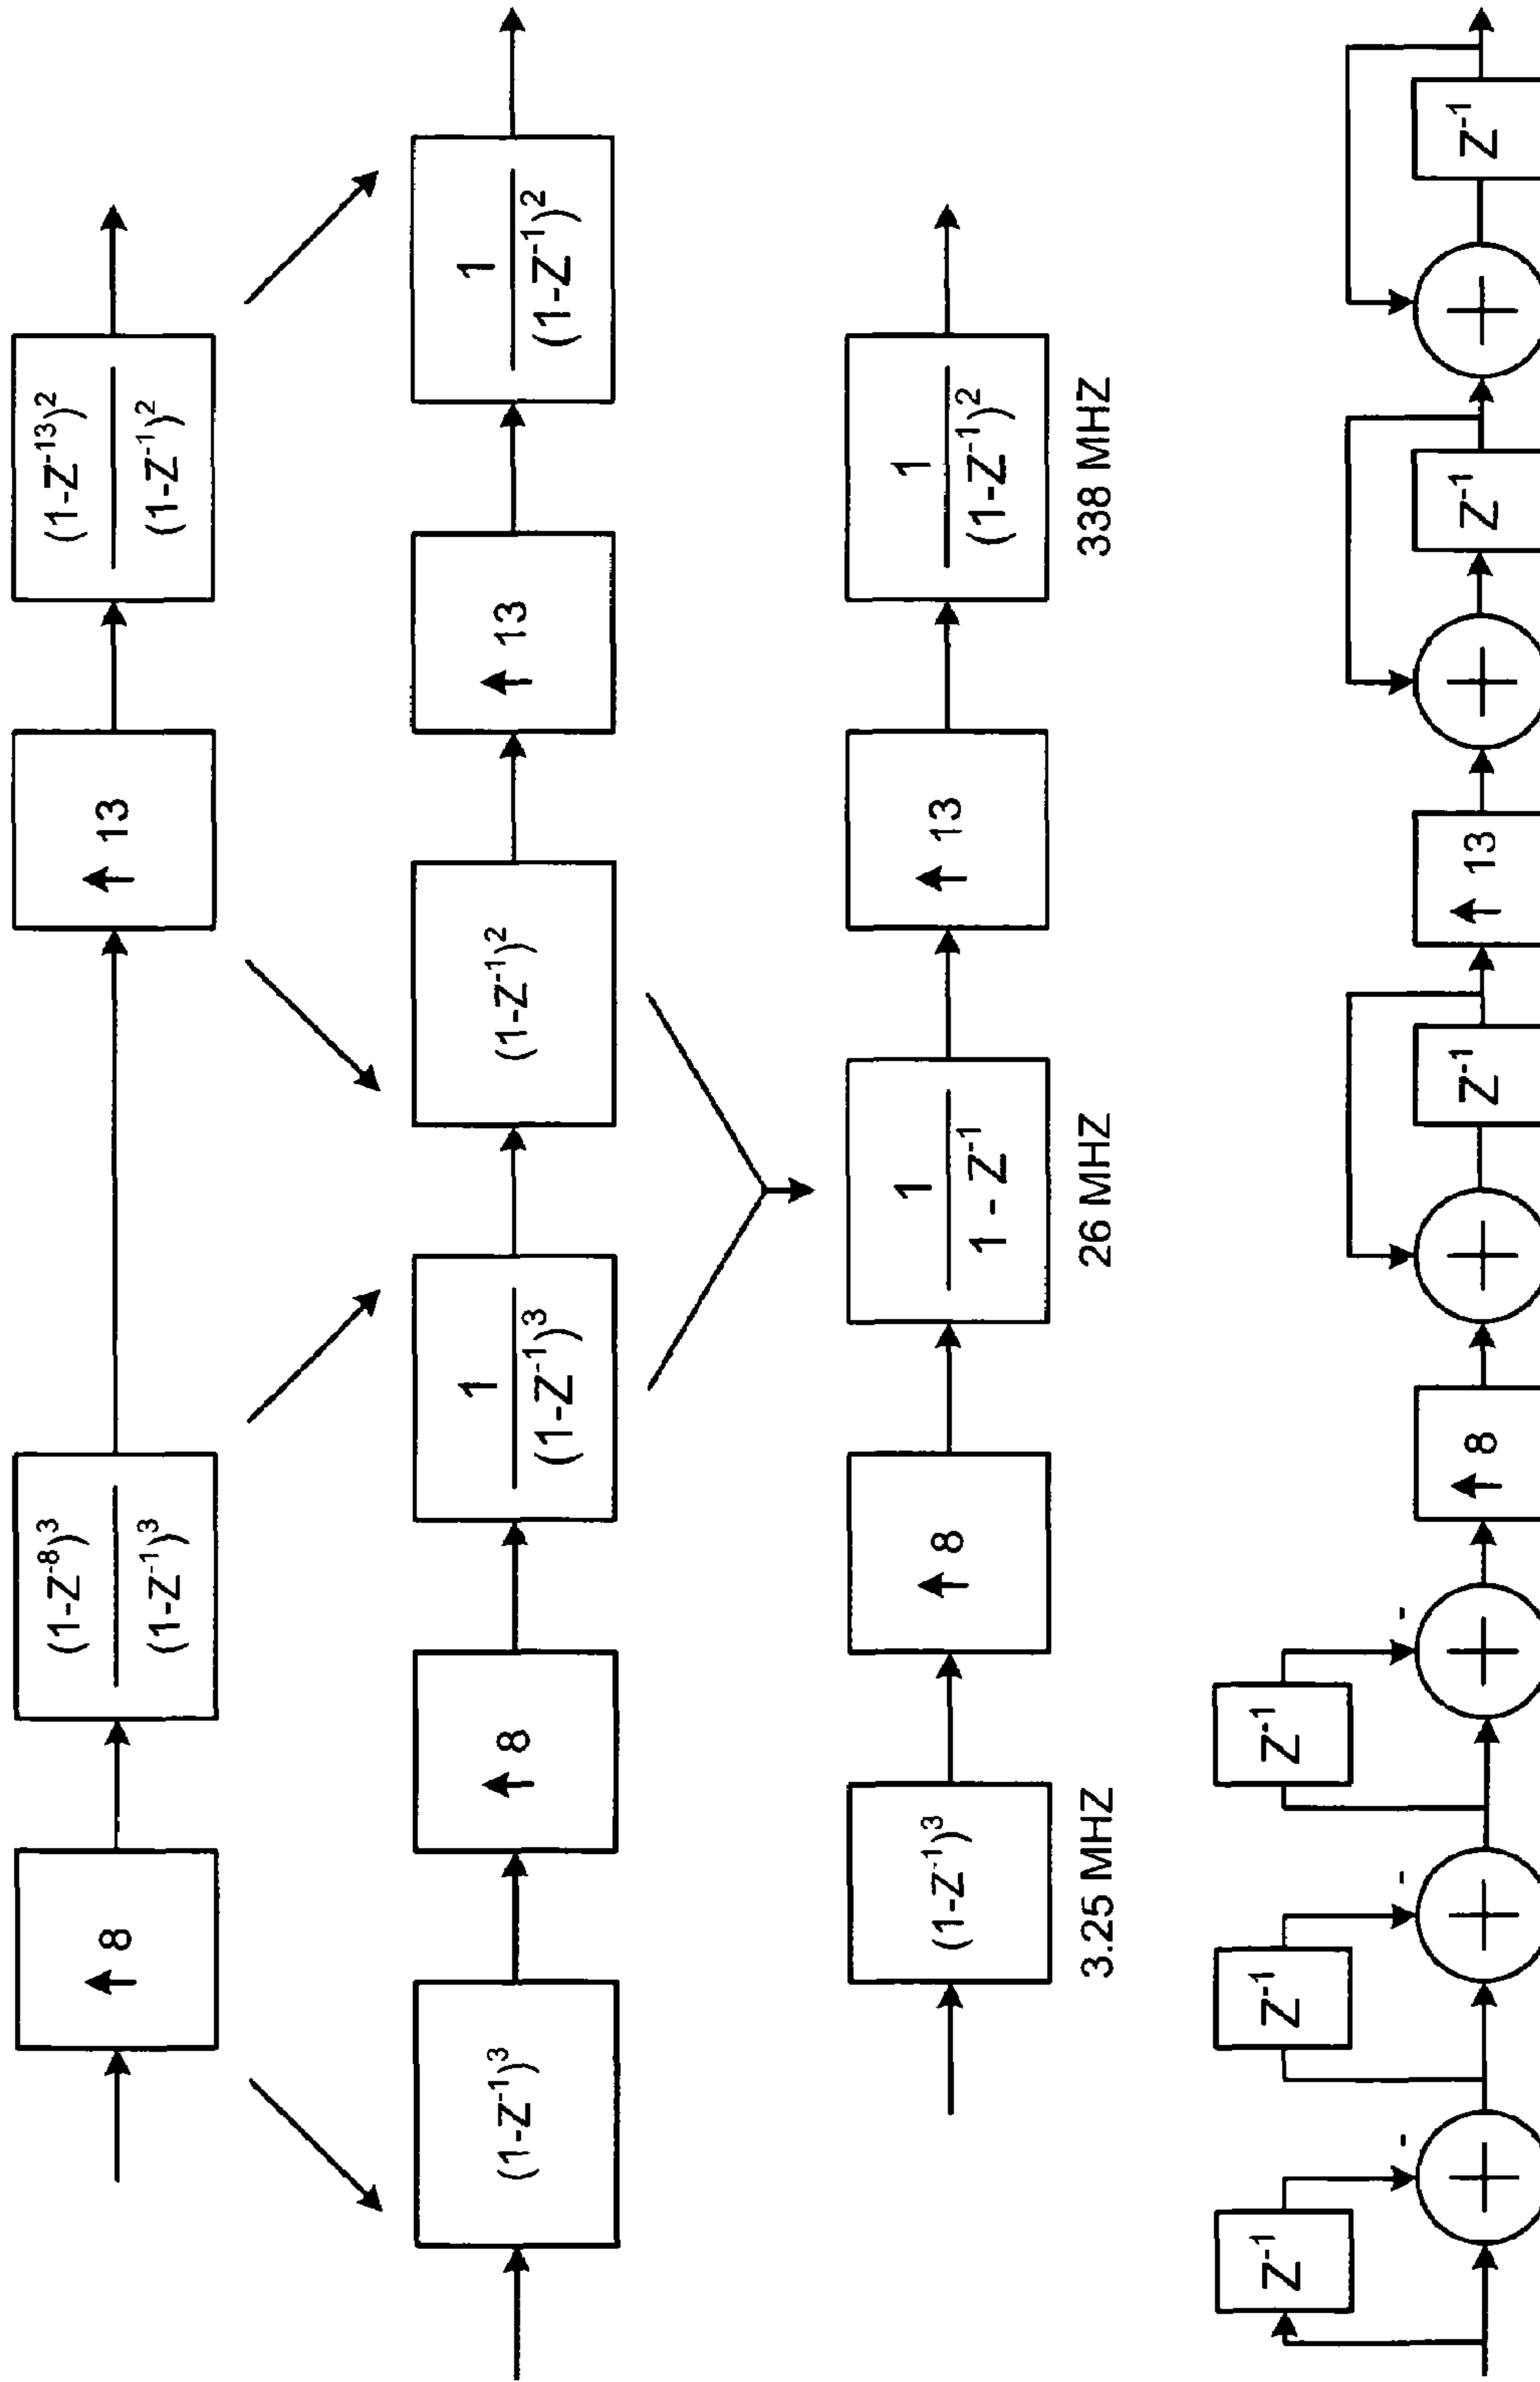 ↑ 8
(1-Z⁻⁸)³
(1-Z⁻¹)³
↑ 13
(1-Z⁻¹³)²
(1-Z⁻¹)²
(1-Z⁻¹)³
↑ 8
1
(1-Z⁻¹)³
(1-Z⁻¹)²
↑ 13
1
(1-Z⁻¹)²
(1-Z⁻¹)³
↑ 8
1
1 - Z⁻¹
↑ 13
1
(1-Z⁻¹)²
3.25 MHZ
26 MHZ
338 MHZ
Z⁻¹
-
Z⁻¹
-
Z⁻¹
-
↑ 8
Z⁻¹
↑ 13
Z⁻¹
Z⁻¹